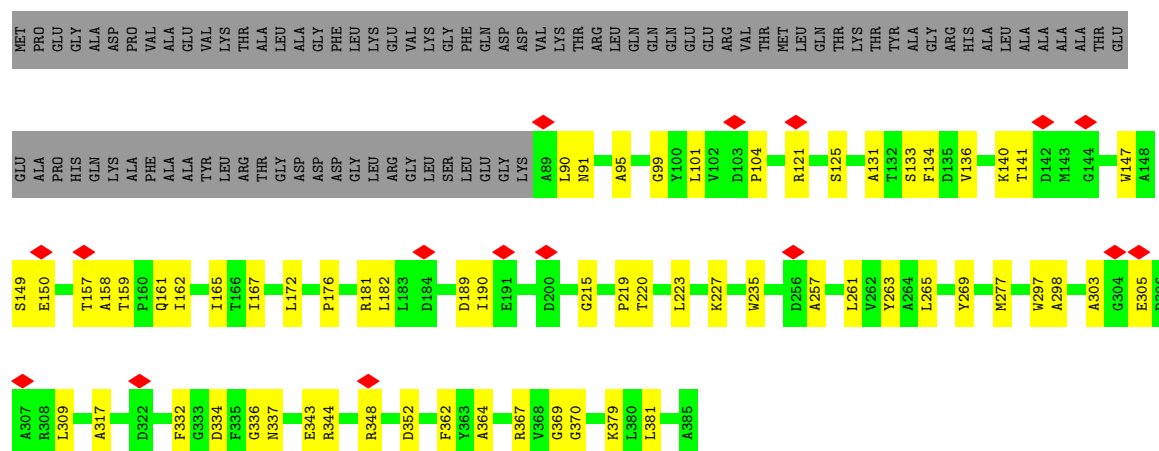 MET PRO GLU GLY ALA ASP PRO VAL ALA GLU VAL LYS THR ALA LEU ALA GLY PHE LEU LYS GLU VAL LYS GLY PHE GLN ASP ASP VAL LYS THR ARG LEU GLN GLN GLN GLU GLU ARG VAL THR MET LEU GLN THR LYS THR TYR ALA GLY ARG HIS ALA LEU ALA ALA ALA ALA THR GLU
GLU ALA PRO HIS GLN LYS ALA PHE ALA ALA TYR LEU ARG THR GLY ASP ASP ASP GLY LEU ARG GLY LEU SER LEU GLU GLY LYS A89 L90 N91 A95 G99 Y100 L101 V102 D103 P104 R121 S125 A131 T132 S133 F134 D135 V136 K140 T141 D142 M143 G144 W147 A148
S149 E150 T157 A158 T159 P160 Q161 I162 I165 T166 I167 L172 P176 R181 L182 L183 D184 D189 I190 E191 D200 G215 P219 T220 L223 K227 W235 D256 A257 L261 V262 Y263 A264 L265 Y269 M277 W297 A298 A303 G304 E305
A307 R308 L309 A317 D322 F332 G333 D334 F335 G336 N337 E343 R344 R348 D352 F362 Y363 A364 R367 V368 G369 G370 K379 L380 L381 A385